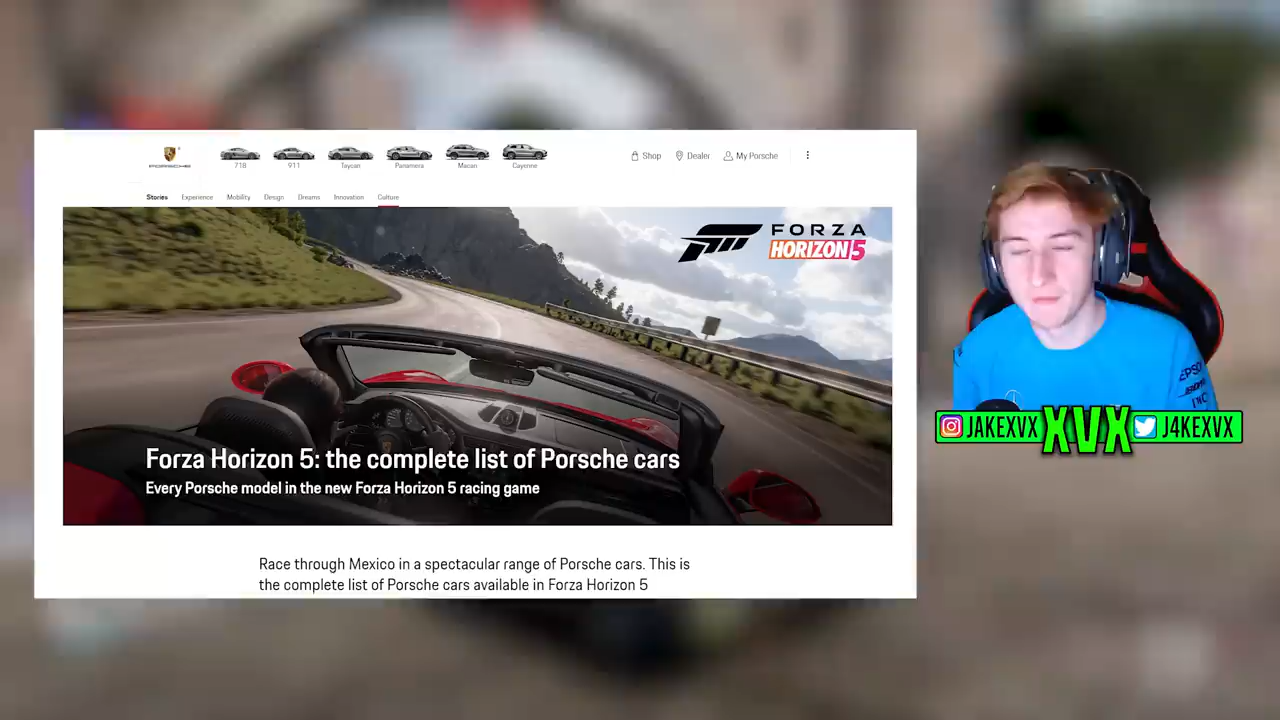 PORSCHE
718
911
Taycan
Panamera
Macan
Cayenne
Shop
Dealer
My Porsche
Stories
Experience
Mobility
Design
Dreams
Innovation
Culture
FORZA
HORIZON 5
Forza Horizon 5: the complete list of Porsche cars
Every Porsche model in the new Forza Horizon 5 racing game
Race through Mexico in a spectacular range of Porsche cars. This is
the complete list of Porsche cars available in Forza Horizon 5
EPSO
JAKEXVX
XVX
J4KEXVX